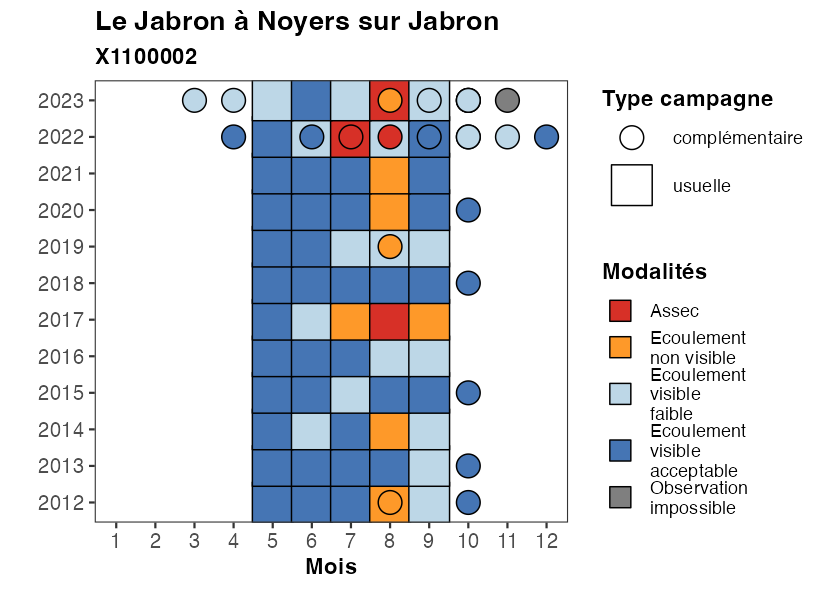 Le Jabron à Noyers sur Jabron
X1100002
2023
2022
2021
2020
2019
2018
2017
2016
2015
2014
2013
2012
1 2 3 4 5 6 7 8 9 10 11 12
Mois
Type campagne
complémentaire
usuelle
Modalités
Assec
Ecoulement
non visible
Ecoulement
visible
faible
Ecoulement
visible
acceptable
Observation
impossible